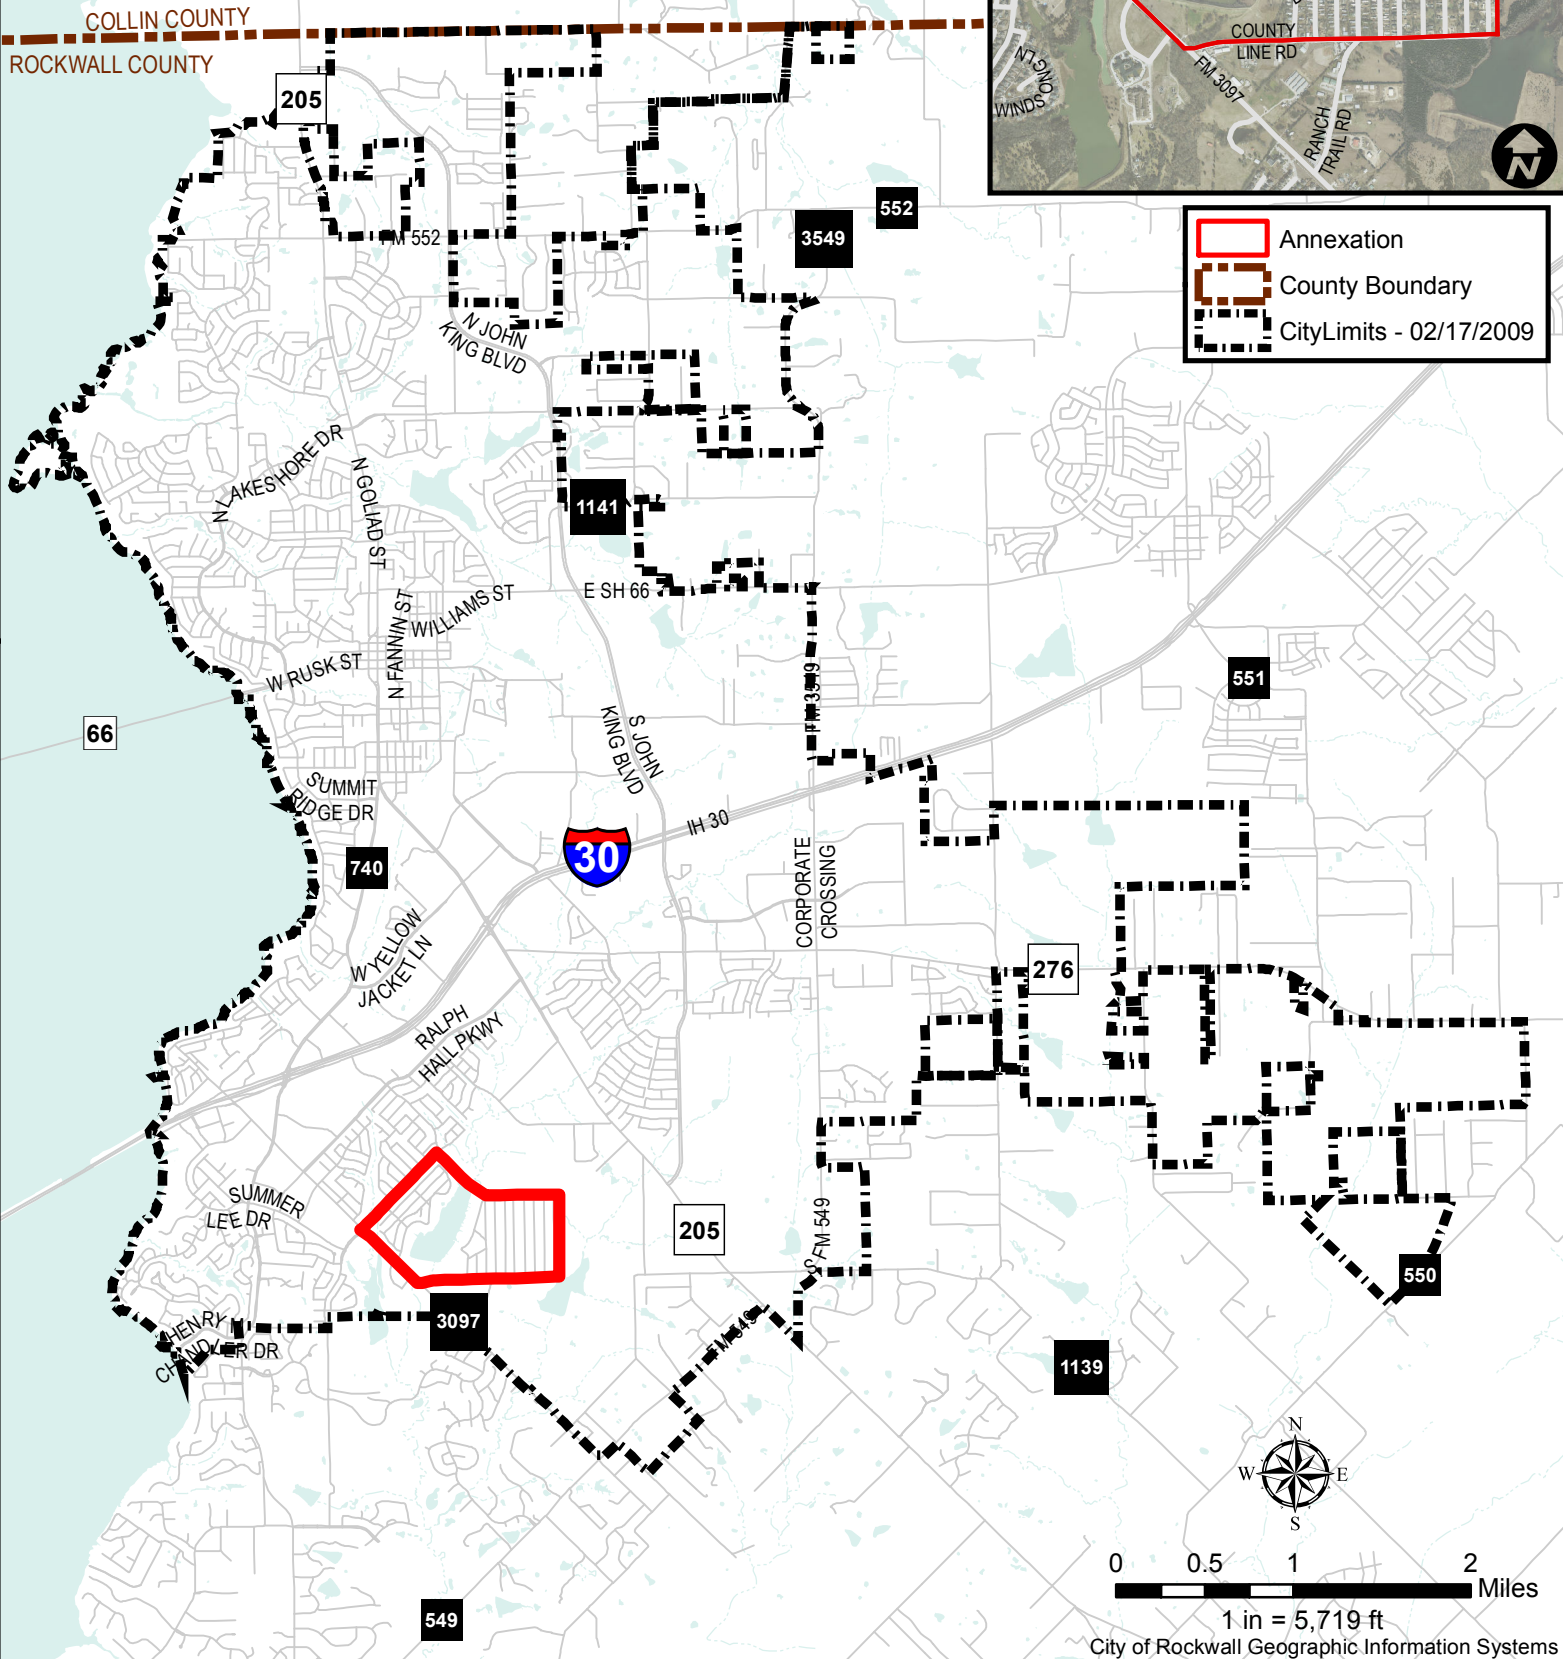 COLLIN COUNTY
ROCKWALL COUNTY
205
COUNTY
LINE RD
WINDSONG LN
FM 3097
RANCH
TRAIL RD
N
552
3549
FM 552
Annexation
County Boundary
CityLimits - 02/17/2009
N JOHN
KING BLVD
N LAKESHORE DR
N GOLIAD ST
1141
E SH 66
WILLIAMS ST
N FANNIN ST
W RUSK ST
66
FM 3549
551
S JOHN
KING BLVD
SUMMIT
RIDGE DR
IH 30
30
740
CORPORATE
CROSSING
W YELLOW
JACKET LN
276
RALPH
HALL PKWY
SUMMER
LEE DR
205
S FM 549
550
3097
HENRY M
CHANDLER DR
FM 549
1139
N
W
E
S
0 0.5 1 2
Miles
549
1 in = 5,719 ft
City of Rockwall Geographic Information Systems